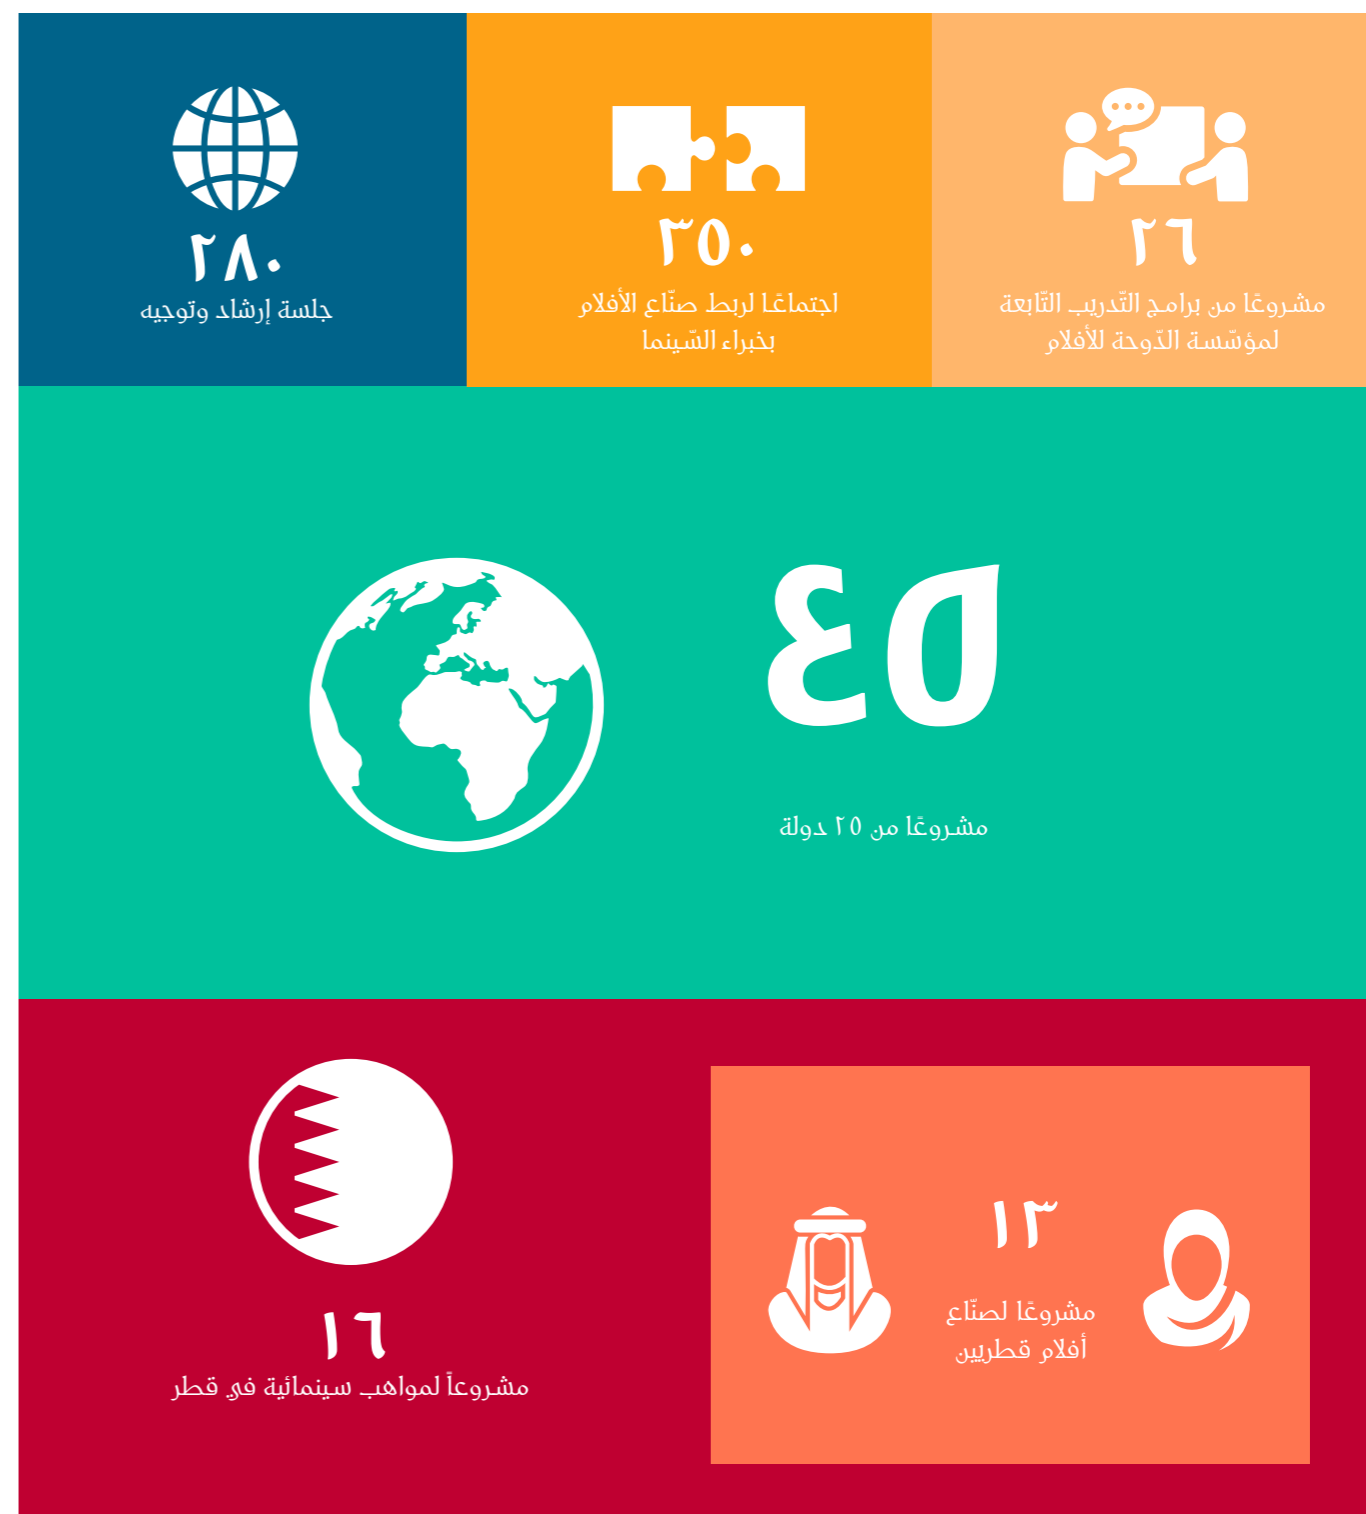 ٢٦
مشروعًا من برامج التّدريب التّابعة
لمؤسّسة الدّوحة للأفلام
٣٥٠
اجتماعًا لربط صنّاع الأفلام
بخبراء السّينما
٢٨٠
جلسة إرشاد وتوجيه
٤٥
مشروعًا من ٢٥ دولة
١٣
مشروعًا لصنّاع
أفلام قطريين
١٦
مشروعاً لمواهب سينمائية في قطر